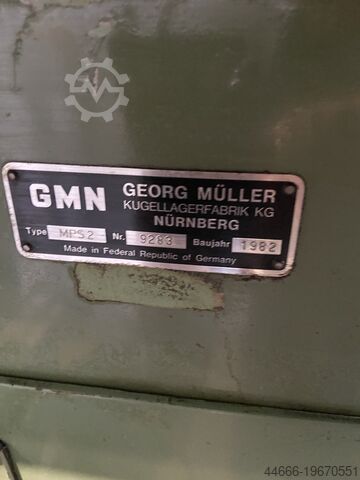 GMN
GEORG MÜLLER
KUGELLAGERFABRIK KG
NÜRNBERG
Type MPS2 Nr. 9283 Baujahr 1982
Made in Federal Republic of Germany
44666-19670551